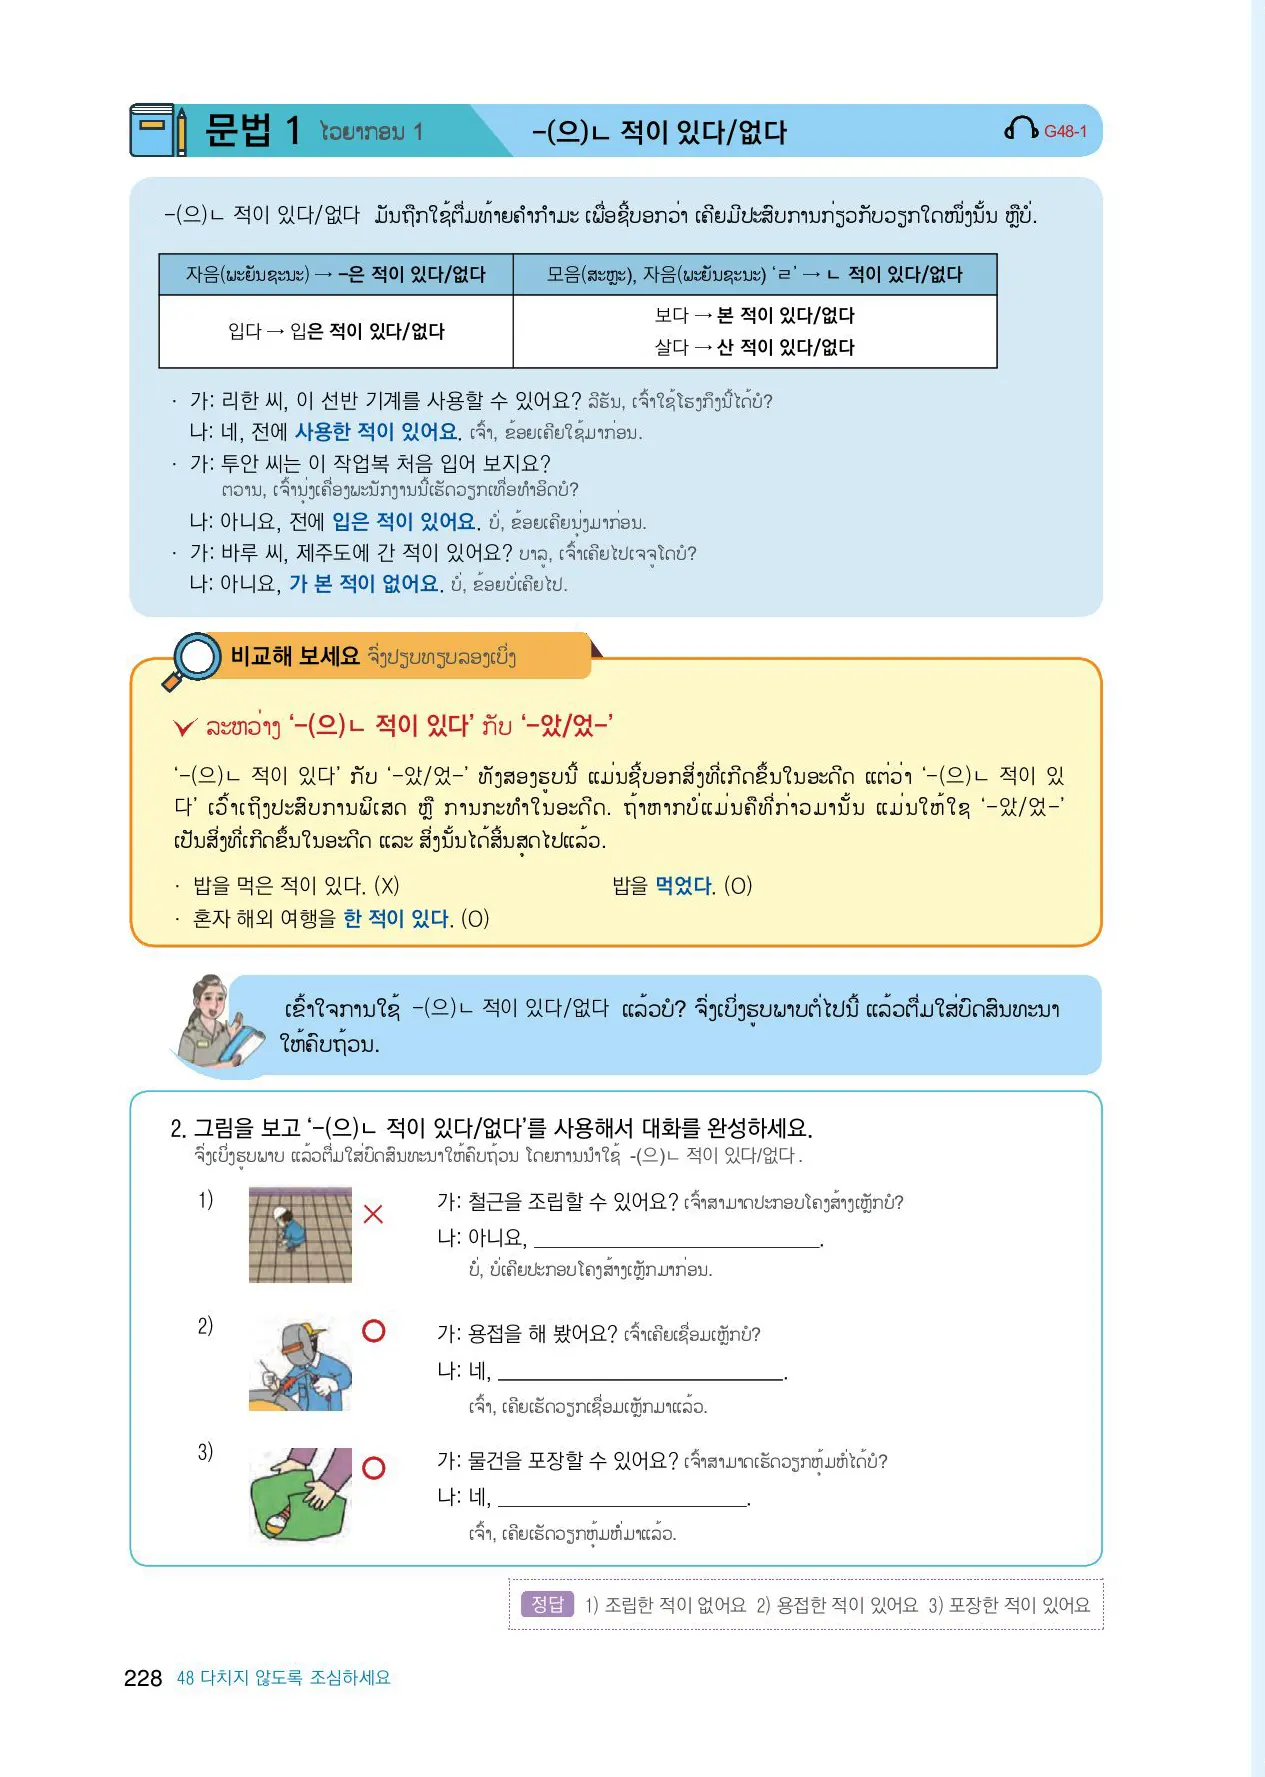 문법 1 ໄວຍາກອນ 1 -(으)ㄴ 적이 있다/없다 G48-1
-(으)ㄴ 적이 있다/없다 ມັນຖືກໃຊ້ຕື່ມທ້າຍຄຳກຳມະ ເພື່ອຊີ້ບອກວ່າ ເຄີຍມີປະສົບການກ່ຽວກັບວຽກໃດໜຶ່ງນັ້ນ ຫຼືບໍ່.
자음(ພະຍັນຊະນະ) → -은 적이 있다/없다 모음(ສະຫຼະ), 자음(ພະຍັນຊະນະ) ‘ㄹ’ → ㄴ 적이 있다/없다
입다 → 입은 적이 있다/없다
보다 → 본 적이 있다/없다
살다 → 산 적이 있다/없다
· 가: 리한 씨, 이 선반 기계를 사용할 수 있어요? ລີຮັນ, ເຈົ້າໃຊ້ໂຮງກຶງນີ້ໄດ້ບໍ?
나: 네, 전에 사용한 적이 있어요. ເຈົ້າ, ຂ້ອຍເຄີຍໃຊ້ມາກ່ອນ.
· 가: 투안 씨는 이 작업복 처음 입어 보지요?
ຕວານ, ເຈົ້ານຸ່ງເຄື່ອງພະນັກງານນີ້ເຮັດວຽກເທື່ອທຳອິດບໍ?
나: 아니요, 전에 입은 적이 있어요. ບໍ່, ຂ້ອຍເຄີຍນຸ່ງມາກ່ອນ.
· 가: 바루 씨, 제주도에 간 적이 있어요? ບາລູ, ເຈົ້າເຄີຍໄປເຈຈູໂດບໍ?
나: 아니요, 가 본 적이 없어요. ບໍ່, ຂ້ອຍບໍ່ເຄີຍໄປ.
비교해 보세요 ຈົ່ງປຽບທຽບລອງເບິ່ງ
ລະຫວ່າງ ‘-(으)ㄴ 적이 있다’ ກັບ ‘-았/었-’
‘-(으)ㄴ 적이 있다’ ກັບ ‘-았/었-’ ທັງສອງຮູບນີ້ ແມ່ນຊີ້ບອກສິ່ງທີ່ເກີດຂຶ້ນໃນອະດີດ ແຕ່ວ່າ ‘-(으)ㄴ 적이 있
다’ ເວົ້າເຖິງປະສົບການພິເສດ ຫຼື ການກະທຳໃນອະດີດ. ຖ້າຫາກບໍ່ແມ່ນຄືທີ່ກ່າວມານັ້ນ ແມ່ນໃຫ້ໃຊ ‘-았/었-’
ເປັນສິ່ງທີ່ເກີດຂຶ້ນໃນອະດີດ ແລະ ສິ່ງນັ້ນໄດ້ສິ້ນສຸດໄປແລ້ວ.
· 밥을 먹은 적이 있다. (X) 밥을 먹었다. (O)
· 혼자 해외 여행을 한 적이 있다. (O)
ເຂົ້າໃຈການໃຊ້ -(으)ㄴ 적이 있다/없다 ແລ້ວບໍ? ຈົ່ງເບິ່ງຮູບພາບຕໍ່ໄປນີ້ ແລ້ວຕື່ມໃສ່ບົດສົນທະນາ
ໃຫ້ຄົບຖ້ວນ.
2. 그림을 보고 ‘-(으)ㄴ 적이 있다/없다’를 사용해서 대화를 완성하세요.
ຈົ່ງເບິ່ງຮູບພາບ ແລ້ວຕື່ມໃສ່ບົດສົນທະນາໃຫ້ຄົບຖ້ວນ ໂດຍການນຳໃຊ້ -(으)ㄴ 적이 있다/없다.
1) 가: 철근을 조립할 수 있어요? ເຈົ້າສາມາດປະກອບໂຄງສ້າງເຫຼັກບໍ?
나: 아니요, ____________________.
ບໍ່, ບໍ່ເຄີຍປະກອບໂຄງສ້າງເຫຼັກມາກ່ອນ.
2) 가: 용접을 해 봤어요? ເຈົ້າເຄີຍເຊື່ອມເຫຼັກບໍ?
나: 네, ____________________.
ເຈົ້າ, ເຄີຍເຮັດວຽກເຊື່ອມເຫຼັກມາແລ້ວ.
3) 가: 물건을 포장할 수 있어요? ເຈົ້າສາມາດເຮັດວຽກຫຸ້ມຫໍ່ໄດ້ບໍ?
나: 네, ____________________.
ເຈົ້າ, ເຄີຍເຮັດວຽກຫຸ້ມຫໍ່ມາແລ້ວ.
정답 1) 조립한 적이 없어요 2) 용접한 적이 있어요 3) 포장한 적이 있어요
228 48 다치지 않도록 조심하세요